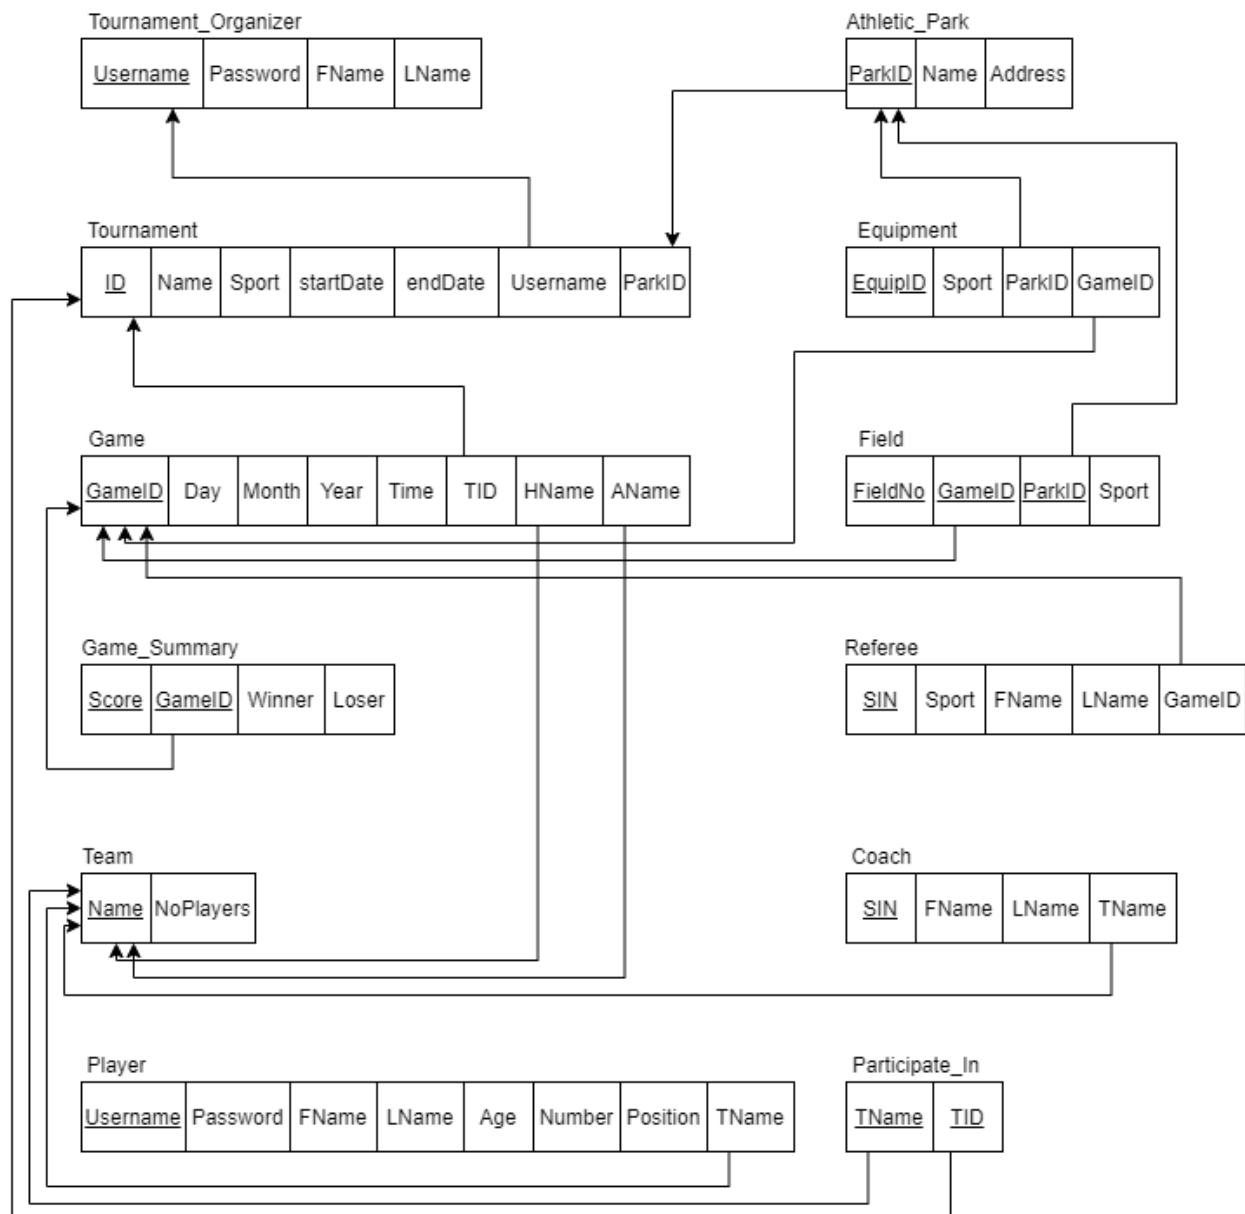 Tournament_Organizer Athletic_Park
Username Password FName LName ParkID Name Address
Tournament Equipment
ID Name Sport startDate endDate Username ParkID EquipID Sport ParkID GameID
Game Field
GameID Day Month Year Time TID HName AName FieldNo GameID ParkID Sport
Game_Summary Referee
Score GameID Winner Loser SIN Sport FName LName GameID
Team Coach
Name NoPlayers SIN FName LName TName
Player Participate_In
Username Password FName LName Age Number Position TName TName TID